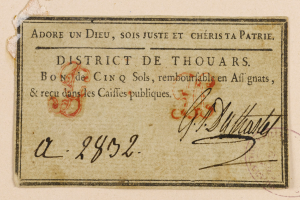 ADORE UN DIEU, SOIS JUSTE ET CHÉRIS TA PATRIE.
DISTRICT DE THOUARS.
BON de CINQ Sols, remboursable en Assignats,
& reçu dans les Caisses publiques.
a. 2832.